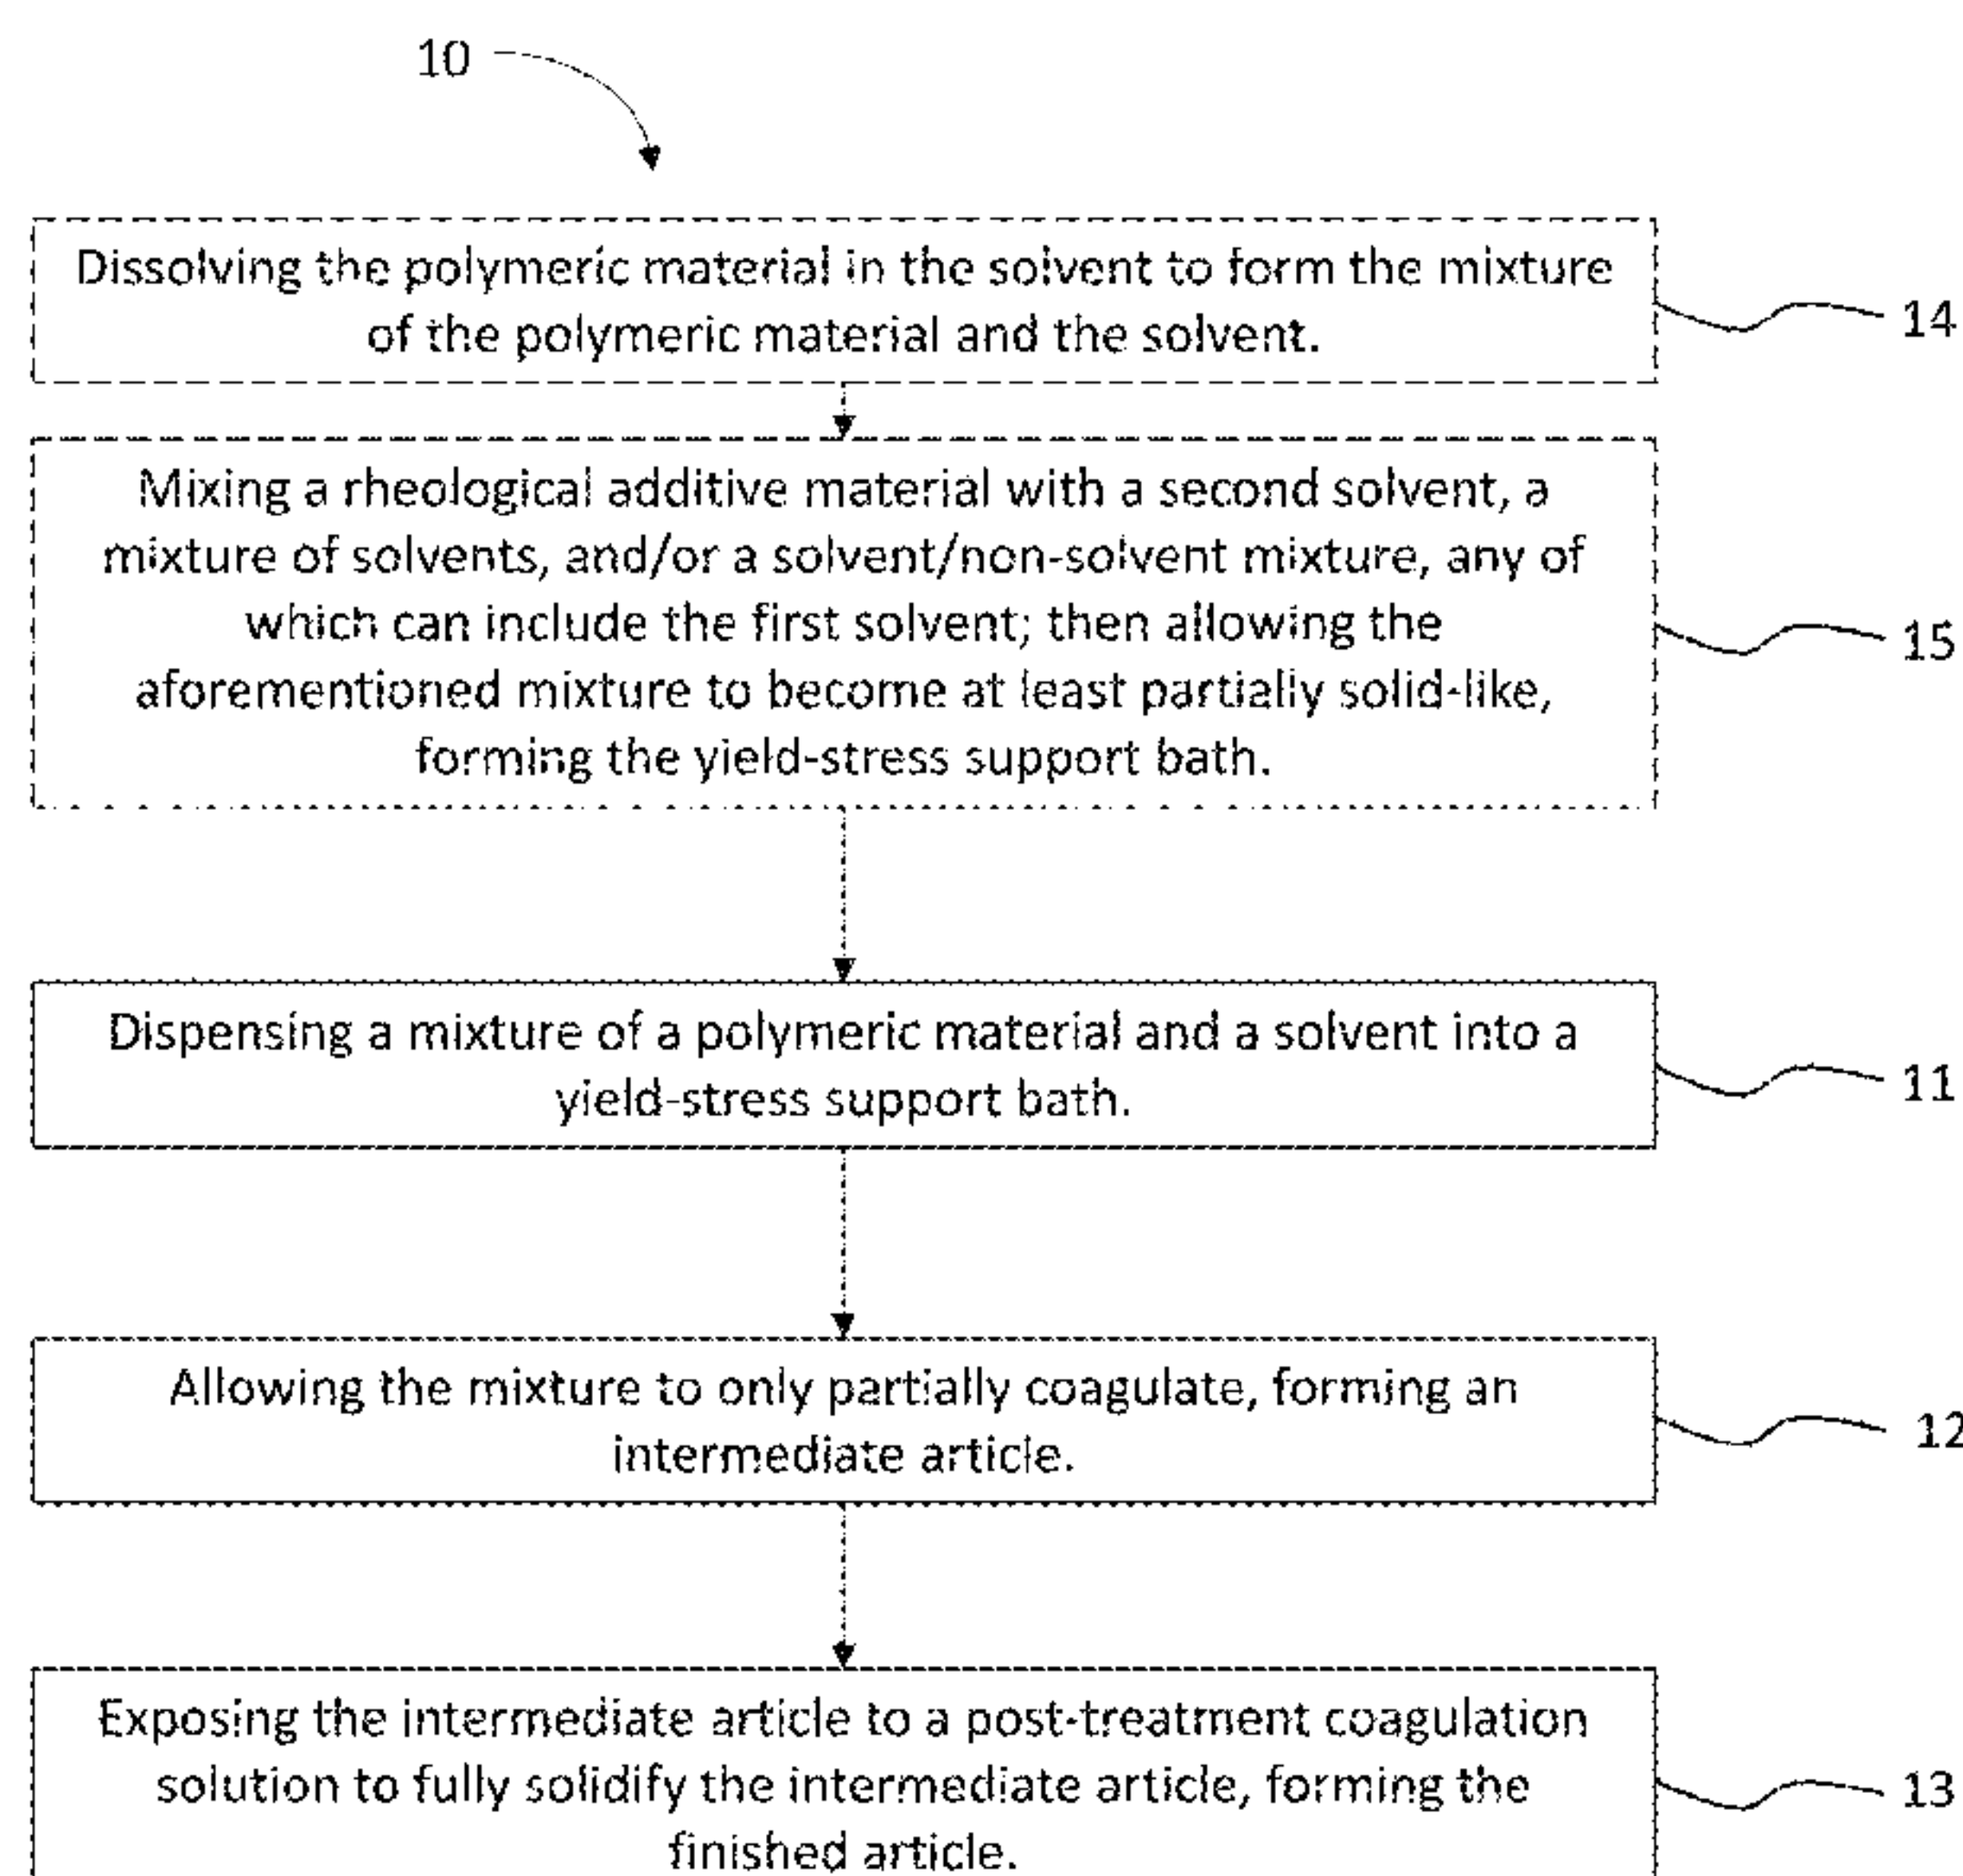 10
Dissolving the polymeric material in the solvent to form the mixture
of the polymeric material and the solvent.
14
Mixing a rheological additive material with a second solvent, a
mixture of solvents, and/or a solvent/non-solvent mixture, any of
which can include the first solvent; then allowing the
aforementioned mixture to become at least partially solid-like,
forming the yield-stress support bath.
15
Dispensing a mixture of a polymeric material and a solvent into a
yield-stress support bath.
11
Allowing the mixture to only partially coagulate, forming an
intermediate article.
12
Exposing the intermediate article to a post-treatment coagulation
solution to fully solidify the intermediate article, forming the
finished article.
13